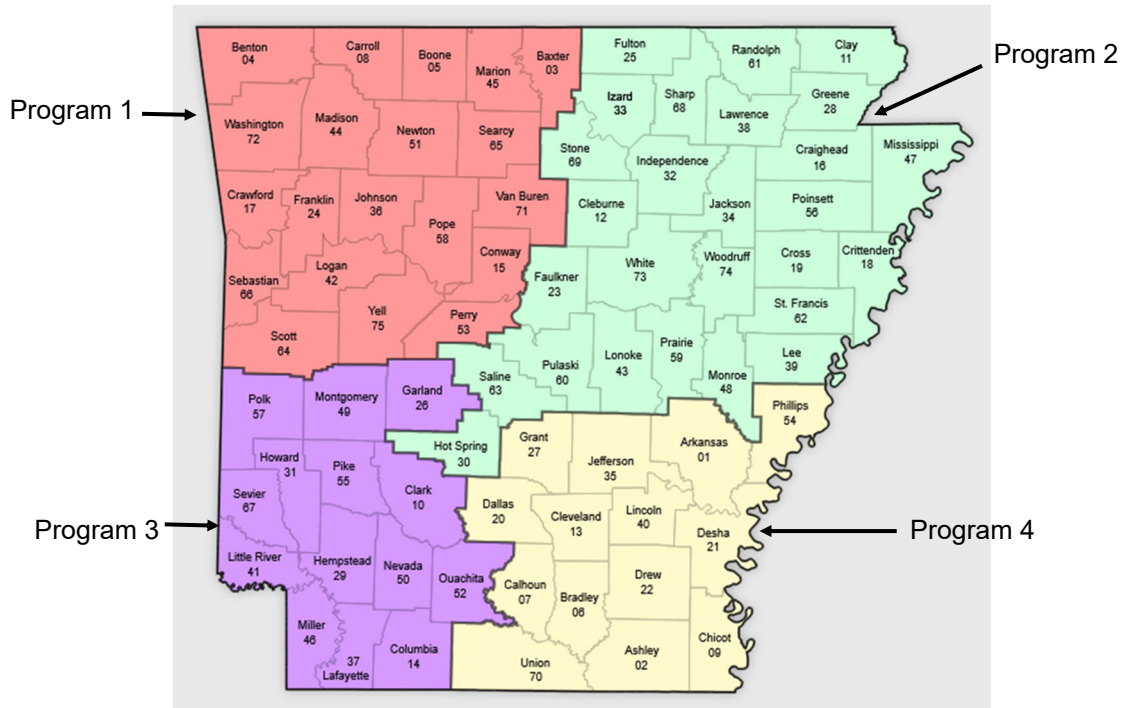 Program 1
Program 2
Program 3
Program 4
Benton
04
Carroll
08
Boone
05
Marion
45
Baxter
03
Fulton
25
Randolph
61
Clay
11
Washington
72
Madison
44
Newton
51
Searcy
65
Izard
33
Sharp
68
Lawrence
38
Greene
28
Stone
69
Independence
32
Craighead
16
Mississippi
47
Crawford
17
Franklin
24
Johnson
36
Pope
58
Van Buren
71
Cleburne
12
Jackson
34
Poinsett
56
Sebastian
66
Logan
42
Conway
15
Faulkner
23
White
73
Woodruff
74
Cross
19
Crittenden
18
Scott
64
Yell
75
Perry
53
St. Francis
62
Saline
63
Pulaski
60
Lonoke
43
Prairie
59
Monroe
48
Lee
39
Polk
57
Montgomery
49
Garland
26
Phillips
54
Hot Spring
30
Grant
27
Jefferson
35
Arkansas
01
Howard
31
Pike
55
Clark
10
Sevier
67
Dallas
20
Cleveland
13
Lincoln
40
Desha
21
Little River
41
Hempstead
29
Nevada
50
Ouachita
52
Calhoun
07
Bradley
06
Drew
22
Miller
46
37
Lafayette
Columbia
14
Union
70
Ashley
02
Chicot
09